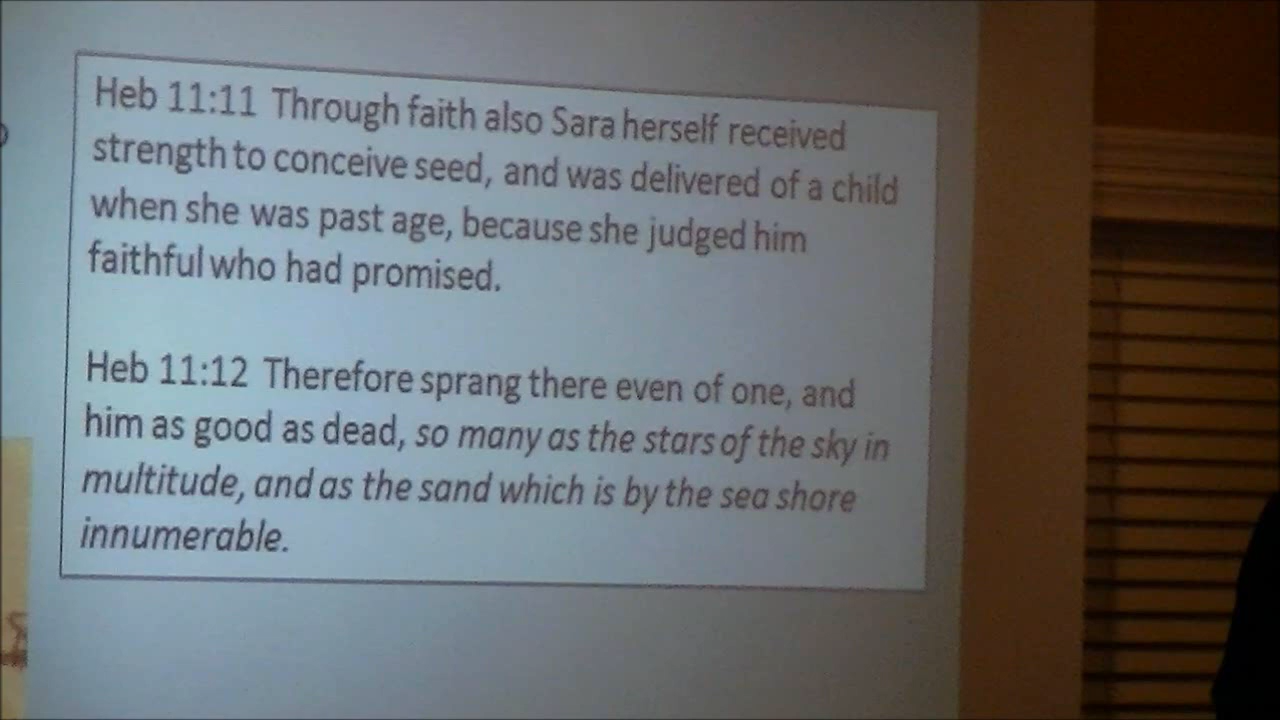 Heb 11:11 Through faith also Sara herself received
strength to conceive seed, and was delivered of a child
when she was past age, because she judged him
faithful who had promised.
Heb 11:12 Therefore sprang there even of one, and
him as good as dead, so many as the stars of the sky in
multitude, and as the sand which is by the sea shore
innumerable.